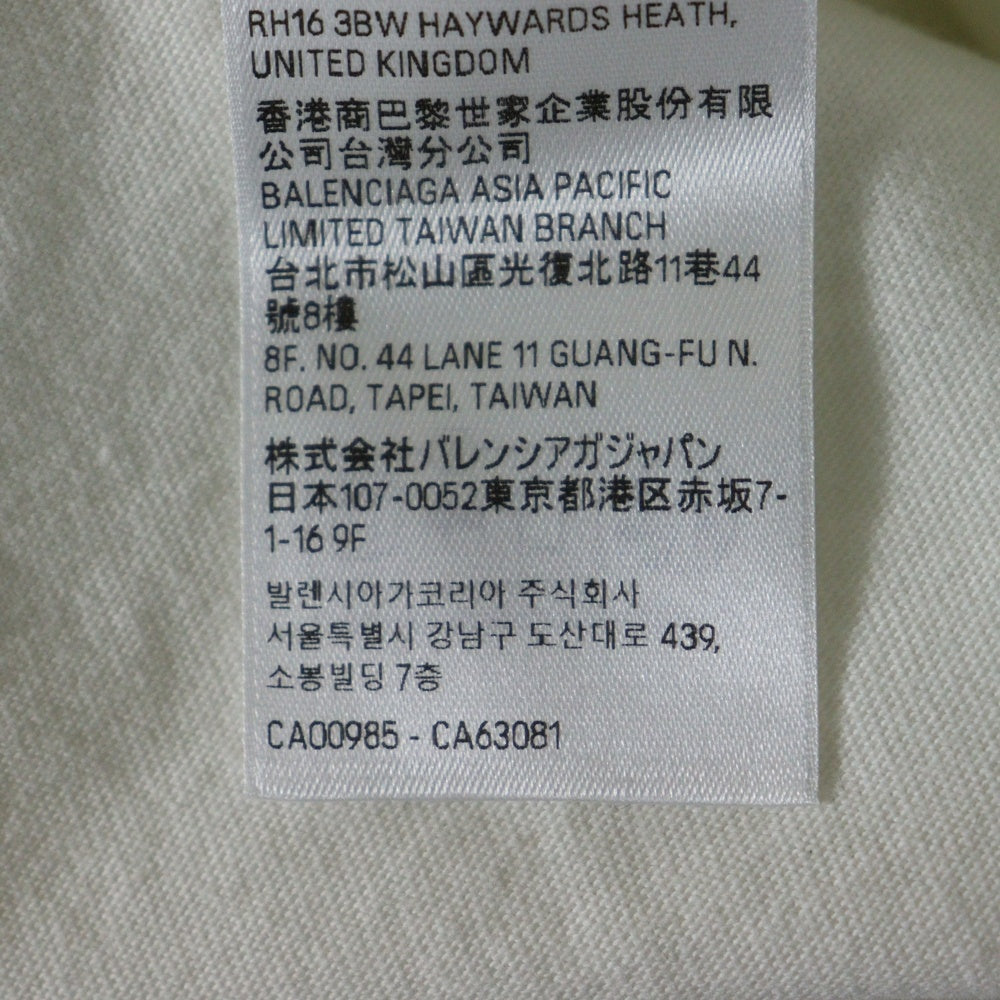 RH16 3BW HAYWARDS HEATH,
UNITED KINGDOM
香港商巴黎世家企業股份有限
公司台灣分公司
BALENCIAGA ASIA PACIFIC
LIMITED TAIWAN BRANCH
台北市松山區光復北路11巷44
號8樓
8F. NO. 44 LANE 11 GUANG-FU N.
ROAD, TAPEI, TAIWAN
株式会社バレンシアガジャパン
日本107-0052東京都港区赤坂7-
1-16 9F
발렌시아가코리아 주식회사
서울특별시 강남구 도산대로 439,
소봉빌딩 7층
CA00985 - CA63081